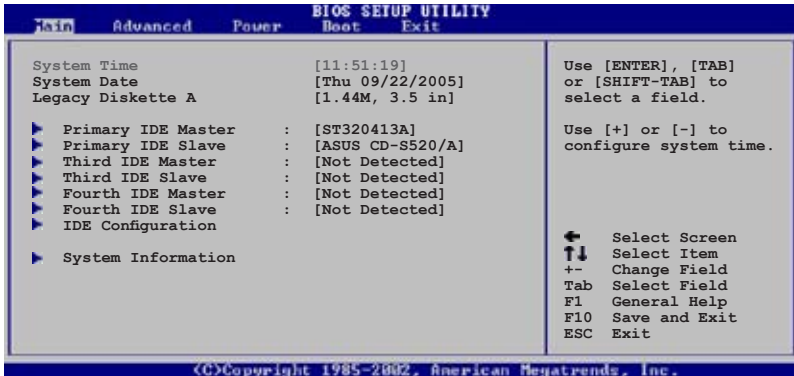 BIOS SETUP UTILITY
Main Advanced Power Boot Exit
System Time [11:51:19]
System Date [Thu 09/22/2005]
Legacy Diskette A [1.44M, 3.5 in]
Primary IDE Master : [ST320413A]
Primary IDE Slave : [ASUS CD-S520/A]
Third IDE Master : [Not Detected]
Third IDE Slave : [Not Detected]
Fourth IDE Master : [Not Detected]
Fourth IDE Slave : [Not Detected]
IDE Configuration
System Information
Use [ENTER], [TAB]
or [SHIFT-TAB] to
select a field.
Use [+] or [-] to
configure system time.
Select Screen
Select Item
+- Change Field
Tab Select Field
F1 General Help
F10 Save and Exit
ESC Exit
(C)Copyright 1985-2002, American Megatrends, Inc.